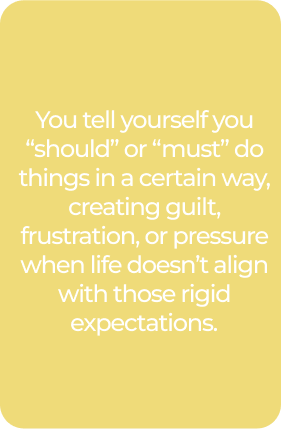 You tell yourself you
“should” or “must” do
things in a certain way,
creating guilt,
frustration, or pressure
when life doesn’t align
with those rigid
expectations.